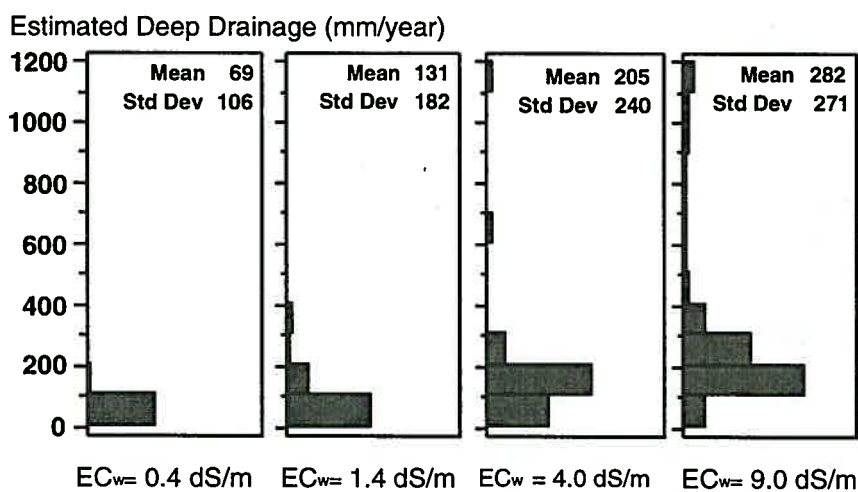 Estimated Deep Drainage (mm/year)
1200
1000
800
600
400
200
0
Mean 69
Std Dev 106
Mean 131
Std Dev 182
Mean 205
Std Dev 240
Mean 282
Std Dev 271
ECw= 0.4 dS/m
ECw= 1.4 dS/m
ECw = 4.0 dS/m
ECw= 9.0 dS/m